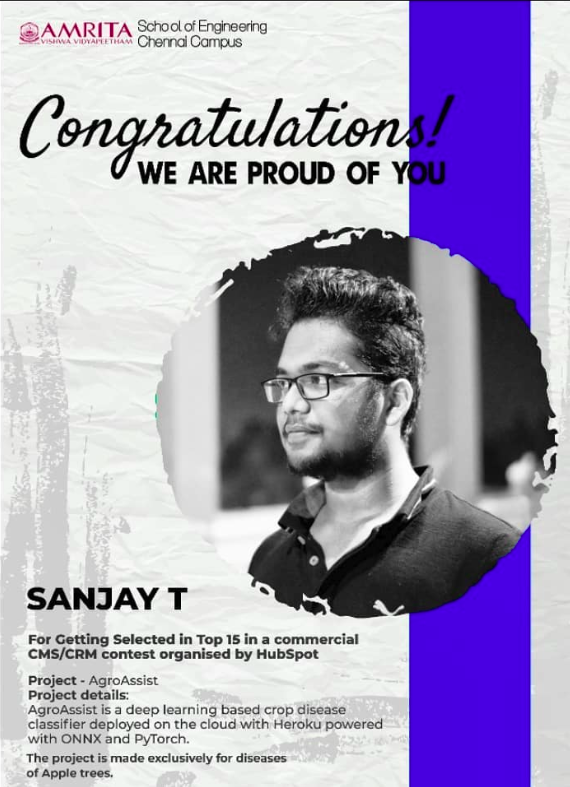 AMRITA
VISHWA VIDYAPEETHAM
School of Engineering
Chennai Campus
Congratulations!
WE ARE PROUD OF YOU
SANJAY T
For Getting Selected in Top 15 in a commercial
CMS/CRM contest organised by HubSpot
Project - AgroAssist
Project details:
AgroAssist is a deep learning based crop disease
classifier deployed on the cloud with Heroku powered
with ONNX and PyTorch.
The project is made exclusively for diseases
of Apple trees.